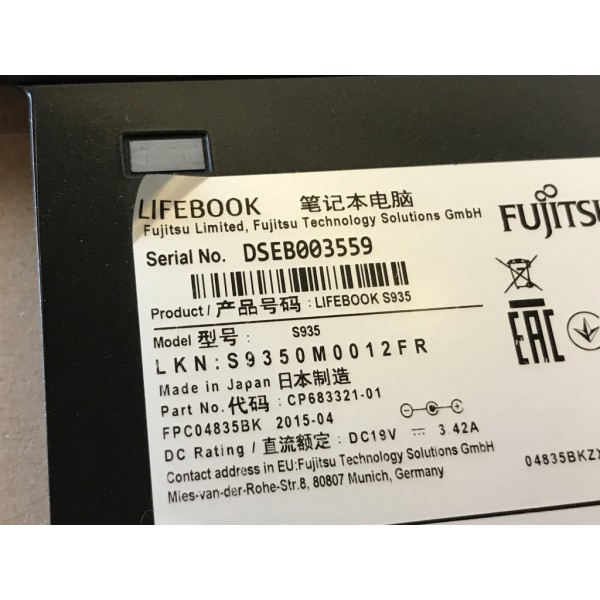 LIFEBOOK 笔记本电脑
Fujitsu Limited, Fujitsu Technology Solutions GmbH
FUJITSU
Serial No. DSEB003559
Product / 产品号码 : LIFEBOOK S935
Model 型号 : S935
LKN:S9350M0012FR
EAC
Made in Japan 日本制造
Part No. 代码 : CP683321-01
FPC04835BK 2015-04
DC Rating / 直流额定 : DC19V 3.42A
04835BKZ
Contact address in EU:Fujitsu Technology Solutions GmbH
Mies-van-der-Rohe-Str.8, 80807 Munich, Germany